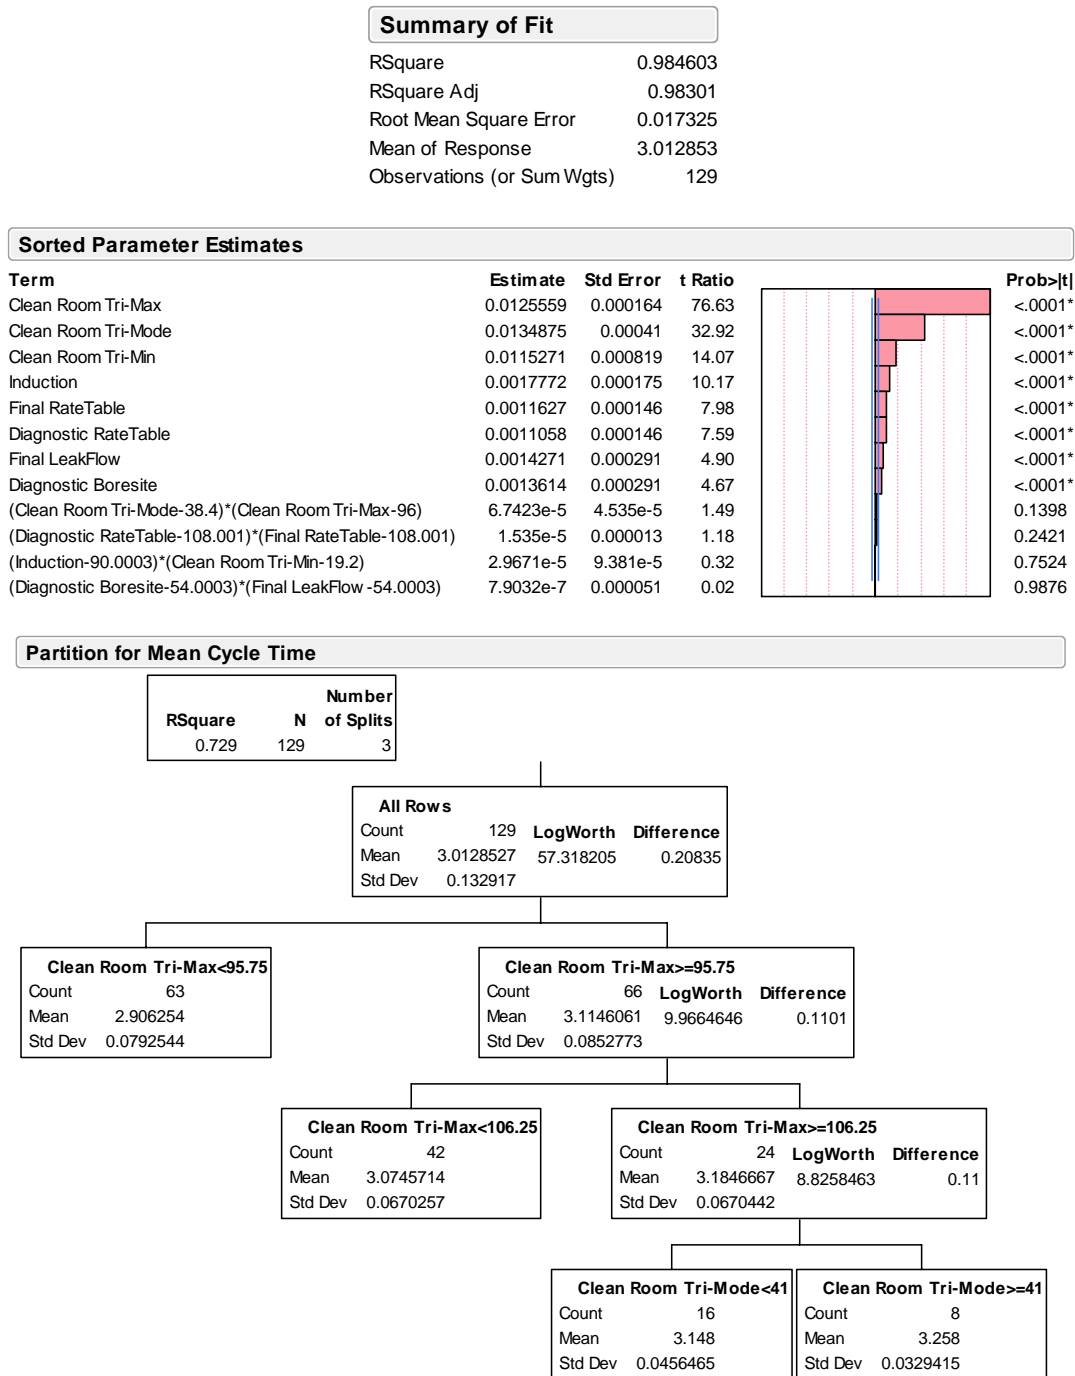 Summary of Fit
RSquare 0.984603
RSquare Adj 0.98301
Root Mean Square Error 0.017325
Mean of Response 3.012853
Observations (or Sum Wgts) 129
Sorted Parameter Estimates
Term Estimate Std Error t Ratio Prob>|t|
Clean Room Tri-Max 0.0125559 0.000164 76.63 <.0001*
Clean Room Tri-Mode 0.0134875 0.00041 32.92 <.0001*
Clean Room Tri-Min 0.0115271 0.000819 14.07 <.0001*
Induction 0.0017772 0.000175 10.17 <.0001*
Final RateTable 0.0011627 0.000146 7.98 <.0001*
Diagnostic RateTable 0.0011058 0.000146 7.59 <.0001*
Final LeakFlow 0.0014271 0.000291 4.90 <.0001*
Diagnostic Boresite 0.0013614 0.000291 4.67 <.0001*
(Clean Room Tri-Mode-38.4)*(Clean Room Tri-Max-96) 6.7423e-5 4.535e-5 1.49 0.1398
(Diagnostic RateTable-108.001)*(Final RateTable-108.001) 1.535e-5 0.000013 1.18 0.2421
(Induction-90.0003)*(Clean Room Tri-Min-19.2) 2.9671e-5 9.381e-5 0.32 0.7524
(Diagnostic Boresite-54.0003)*(Final LeakFlow-54.0003) 7.9032e-7 0.000051 0.02 0.9876
Partition for Mean Cycle Time
Number
RSquare N of Splits
0.729 129 3
All Rows
Count 129 LogWorth Difference
Mean 3.0128527 57.318205 0.20835
Std Dev 0.132917
Clean Room Tri-Max<95.75
Count 63
Mean 2.906254
Std Dev 0.0792544
Clean Room Tri-Max>=95.75
Count 66 LogWorth Difference
Mean 3.1146061 9.9664646 0.1101
Std Dev 0.0852773
Clean Room Tri-Max<106.25
Count 42
Mean 3.0745714
Std Dev 0.0670257
Clean Room Tri-Max>=106.25
Count 24 LogWorth Difference
Mean 3.1846667 8.8258463 0.11
Std Dev 0.0670442
Clean Room Tri-Mode<41
Count 16
Mean 3.148
Std Dev 0.0456465
Clean Room Tri-Mode>=41
Count 8
Mean 3.258
Std Dev 0.0329415